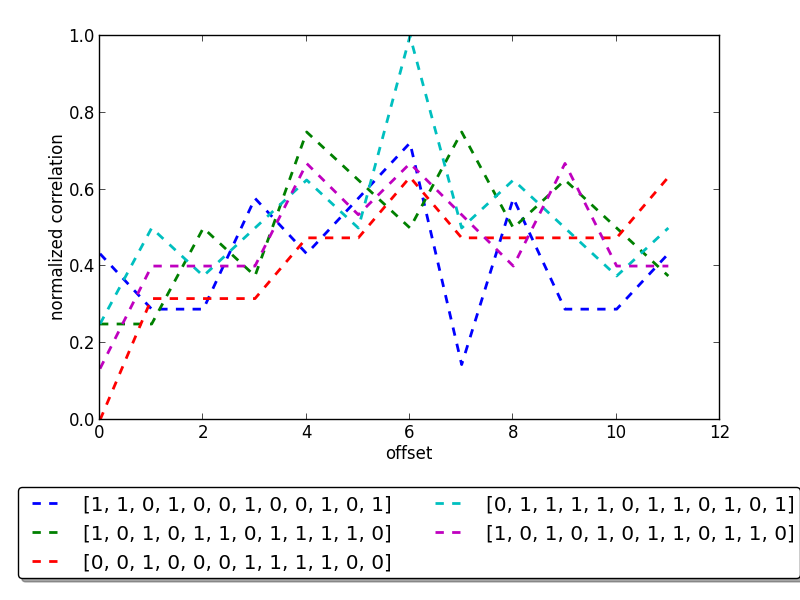 1.0
0.8
0.6
0.4
0.2
0.0
normalized correlation
0 2 4 6 8 10 12
offset
[1, 1, 0, 1, 0, 0, 1, 0, 0, 1, 0, 1]
[1, 0, 1, 0, 1, 1, 0, 1, 1, 1, 1, 0]
[0, 0, 1, 0, 0, 0, 1, 1, 1, 1, 0, 0]
[0, 1, 1, 1, 1, 0, 1, 1, 0, 1, 0, 1]
[1, 0, 1, 0, 1, 0, 1, 1, 0, 1, 1, 0]